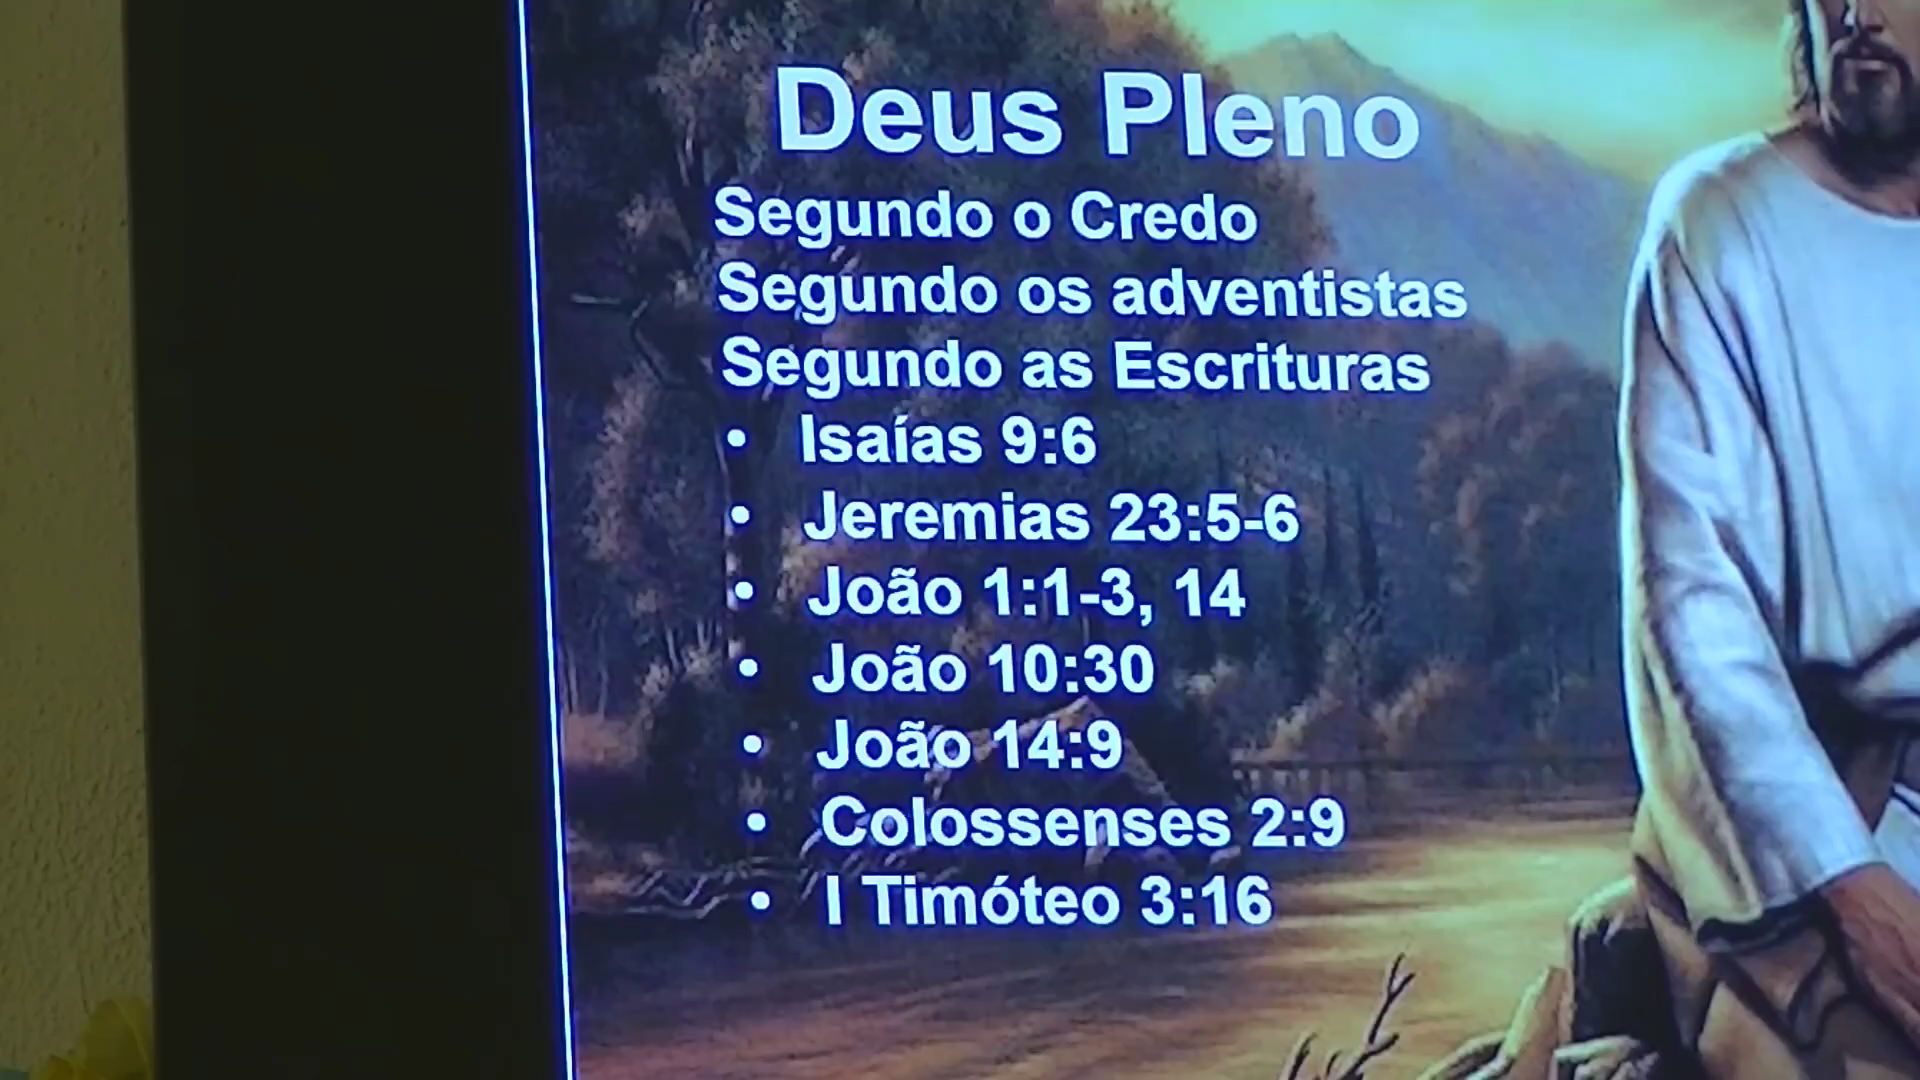 Deus Pleno
Segundo o Credo
Segundo os adventistas
Segundo as Escrituras
• Isaías 9:6
• Jeremias 23:5-6
• João 1:1-3, 14
• João 10:30
• João 14:9
• Colossenses 2:9
• I Timóteo 3:16